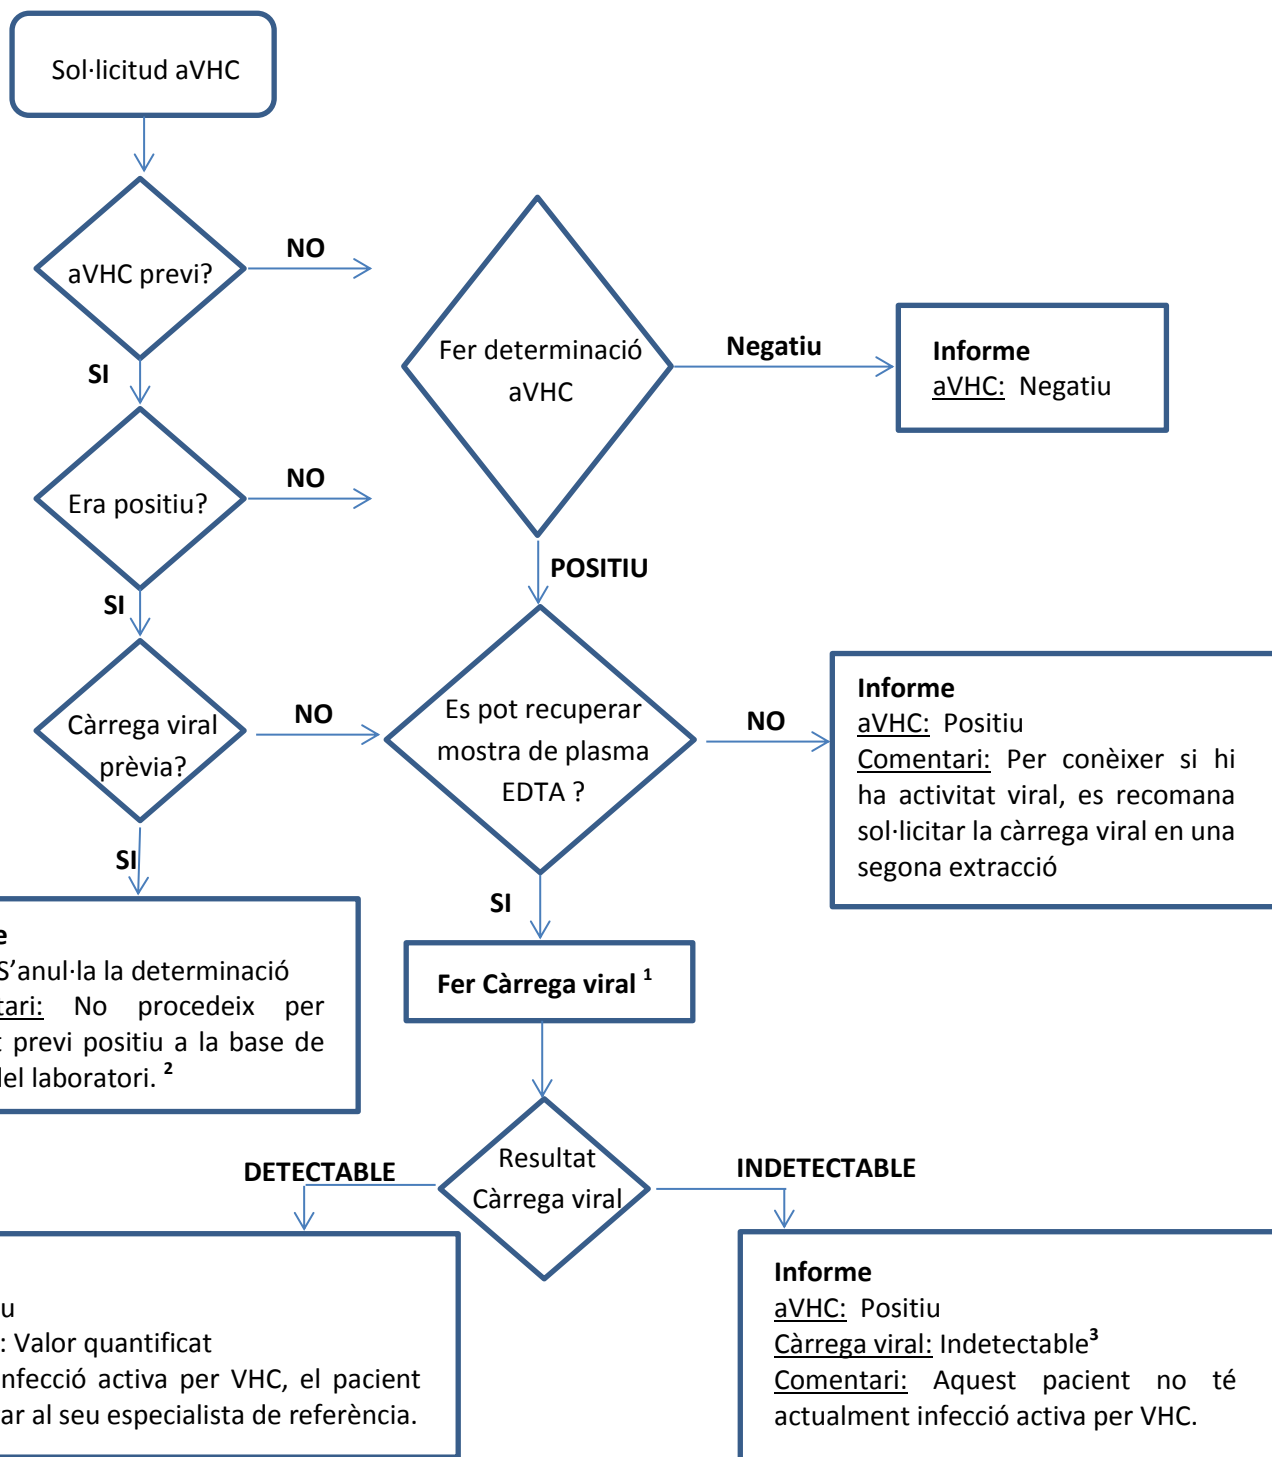 Sol·licitud aVHC
aVHC previ?
NO
SI
Fer determinació
aVHC
Negatiu
Informe
aVHC: Negatiu
Era positiu?
NO
SI
POSITIU
Càrrega viral
prèvia?
NO
SI
Es pot recuperar
mostra de plasma
EDTA ?
NO
Informe
aVHC: Positiu
Comentari: Per conèixer si hi
ha activitat viral, es recomana
sol·licitar la càrrega viral en una
segona extracció
SI
S'anul·la la determinació
No procedeix per
previ positiu a la base de
del laboratori. ²
Fer Càrrega viral ¹
Resultat
Càrrega viral
DETECTABLE
INDETECTABLE
: Valor quantificat
nfecció activa per VHC, el pacient
ar al seu especialista de referència.
Informe
aVHC: Positiu
Càrrega viral: Indetectable³
Comentari: Aquest pacient no té
actualment infecció activa per VHC.